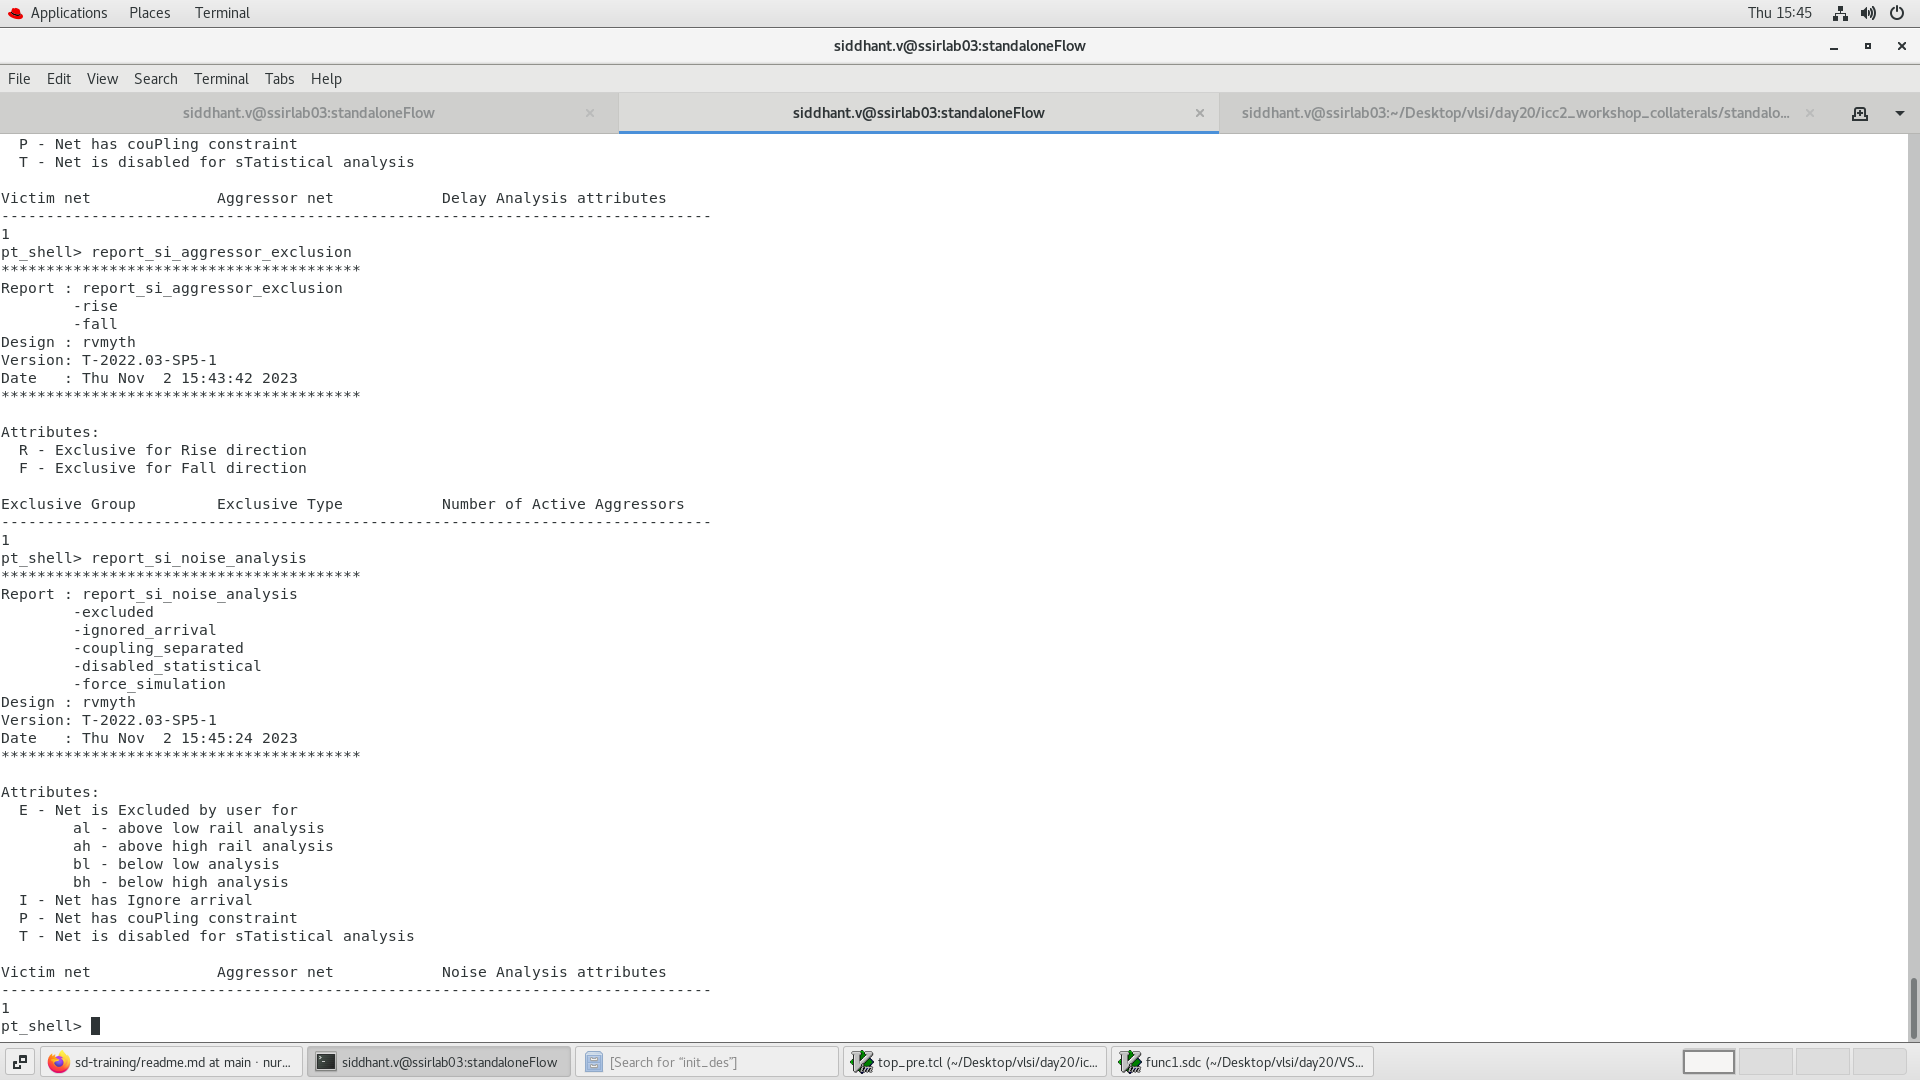 Applications Places Terminal Thu 15:45
siddhant.v@ssirlab03:standaloneFlow
File Edit View Search Terminal Tabs Help
siddhant.v@ssirlab03:standaloneFlow × siddhant.v@ssirlab03:standaloneFlow × siddhant.v@ssirlab03:~/Desktop/vlsi/day20/icc2_workshop_collaterals/standalo... ×
  P - Net has couPling constraint
  T - Net is disabled for sTatistical analysis
Victim net              Aggressor net            Delay Analysis attributes
-------------------------------------------------------------------------------
1
pt_shell> report_si_aggressor_exclusion
****************************************
Report : report_si_aggressor_exclusion
        -rise
        -fall
Design : rvmyth
Version: T-2022.03-SP5-1
Date   : Thu Nov  2 15:43:42 2023
****************************************
Attributes:
  R - Exclusive for Rise direction
  F - Exclusive for Fall direction
Exclusive Group         Exclusive Type           Number of Active Aggressors
-------------------------------------------------------------------------------
1
pt_shell> report_si_noise_analysis
****************************************
Report : report_si_noise_analysis
        -excluded
        -ignored_arrival
        -coupling_separated
        -disabled_statistical
        -force_simulation
Design : rvmyth
Version: T-2022.03-SP5-1
Date   : Thu Nov  2 15:45:24 2023
****************************************
Attributes:
  E - Net is Excluded by user for
        al - above low rail analysis
        ah - above high rail analysis
        bl - below low analysis
        bh - below high analysis
  I - Net has Ignore arrival
  P - Net has couPling constraint
  T - Net is disabled for sTatistical analysis
Victim net              Aggressor net            Noise Analysis attributes
-------------------------------------------------------------------------------
1
pt_shell>
sd-training/readme.md at main · nur... siddhant.v@ssirlab03:standaloneFlow [Search for “init_des”] top_pre.tcl (~/Desktop/vlsi/day20/ic... func1.sdc (~/Desktop/vlsi/day20/VS...